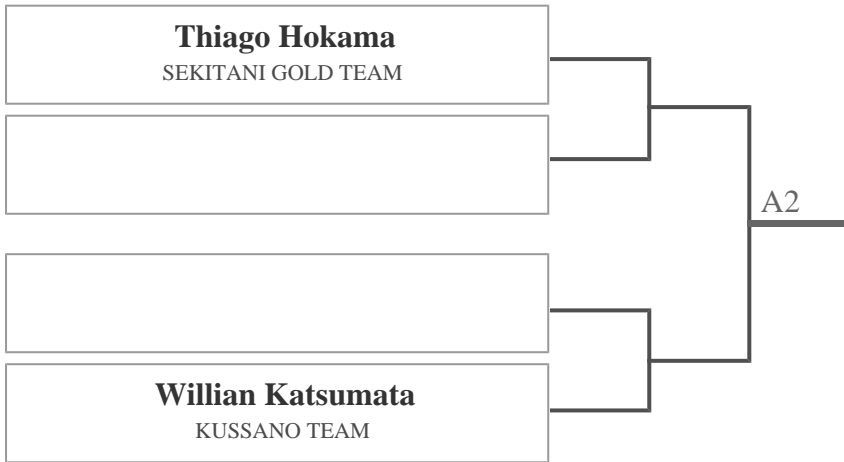 Thiago Hokama
SEKITANI GOLD TEAM
A2
Willian Katsumata
KUSSANO TEAM